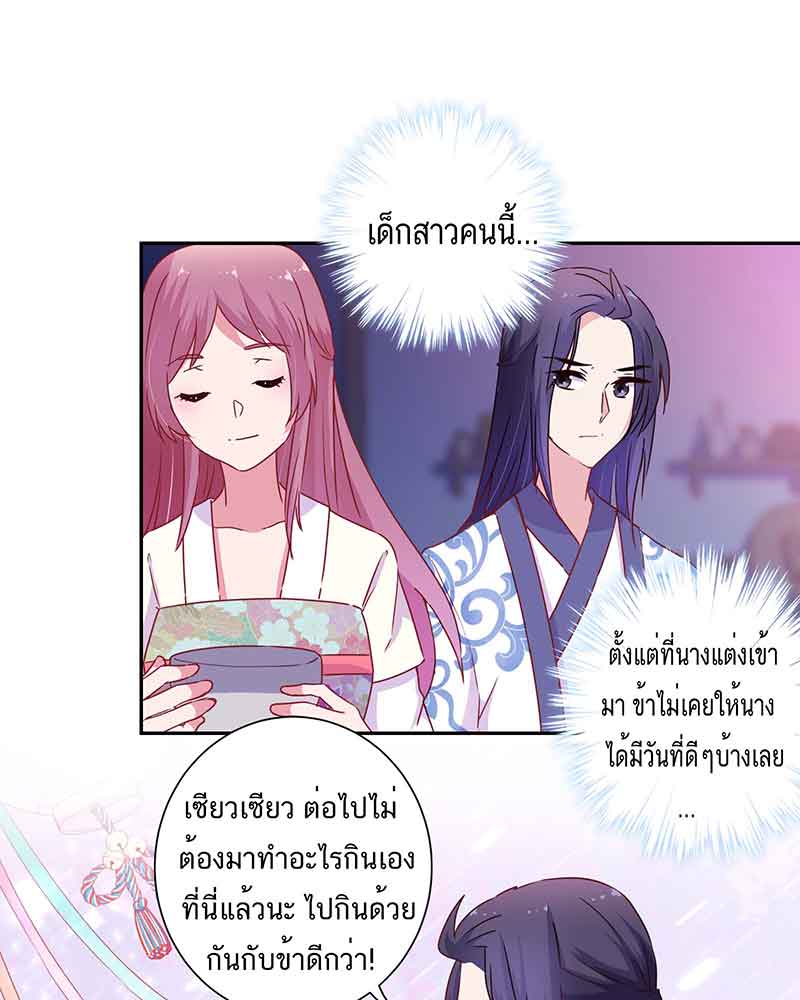 เด็กสาวคนนี้...
ตั้งแต่ที่นางแต่งเข้า
มา ข้าไม่เคยให้นาง
ได้มีวันที่ดีๆบ้างเลย
...
เซียวเซียว ต่อไปไม่
ต้องมาทำอะไรกินเอง
ที่นี่แล้วนะ ไปกินด้วย
กันกับข้าดีกว่า!